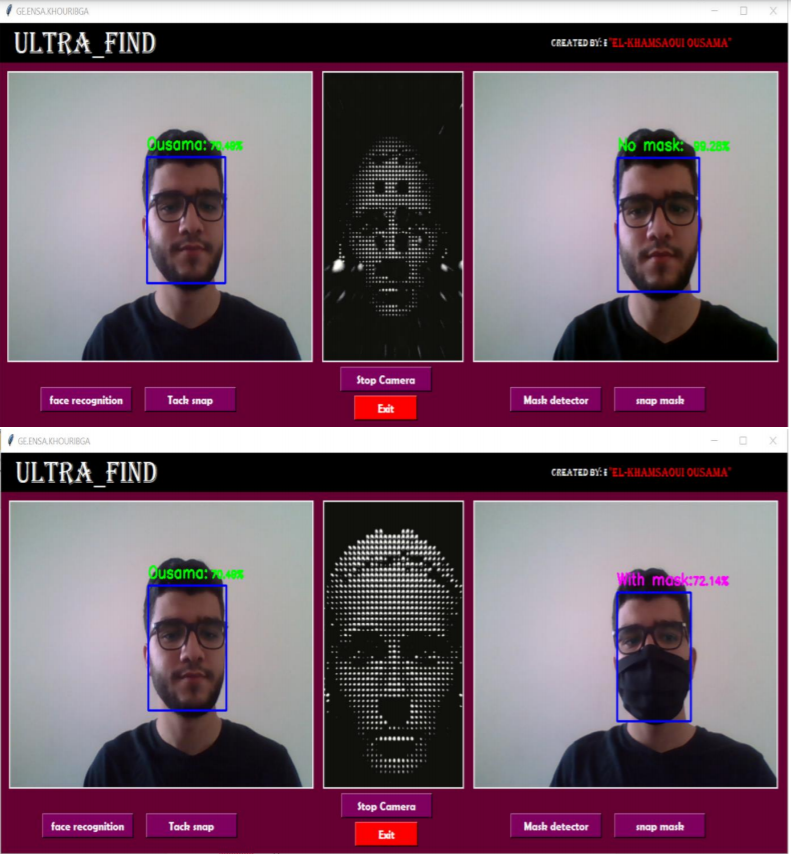 GE.ENSA.KHOURIBGA
ULTRA_FIND
CREATED BY: : "EL-KHAMSAOUI OUSAMA"
Ousama: 70.48%
No mask: 99.28%
Stop Camera
face recognition
Tack snap
Exit
Mask detector
snap mask
GE.ENSA.KHOURIBGA
ULTRA_FIND
CREATED BY: : "EL-KHAMSAOUI OUSAMA"
Ousama: 70.48%
With mask:72.14%
Stop Camera
face recognition
Tack snap
Exit
Mask detector
snap mask